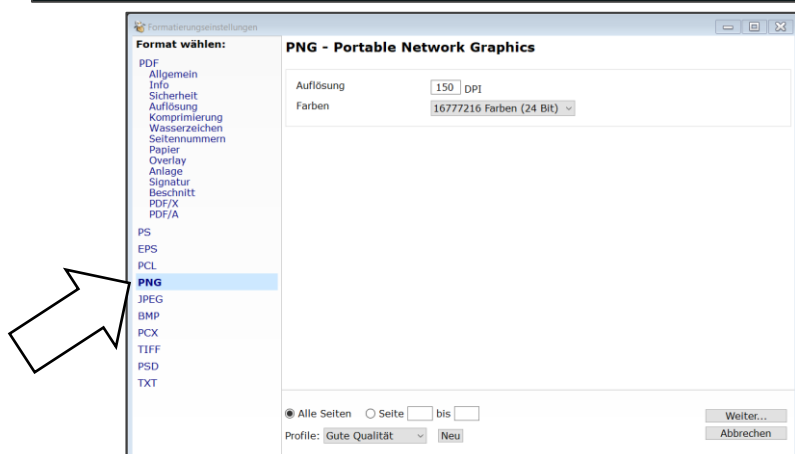 Formatierungseinstellungen
Format wählen:
PDF
Allgemein
Info
Sicherheit
Auflösung
Komprimierung
Wasserzeichen
Seitennummern
Papier
Overlay
Anlage
Signatur
Beschnitt
PDF/X
PDF/A
PS
EPS
PCL
PNG
JPEG
BMP
PCX
TIFF
PSD
TXT
PNG - Portable Network Graphics
Auflösung 150 DPI
Farben 16777216 Farben (24 Bit)
Alle Seiten Seite bis
Profile: Gute Qualität Neu
Weiter...
Abbrechen